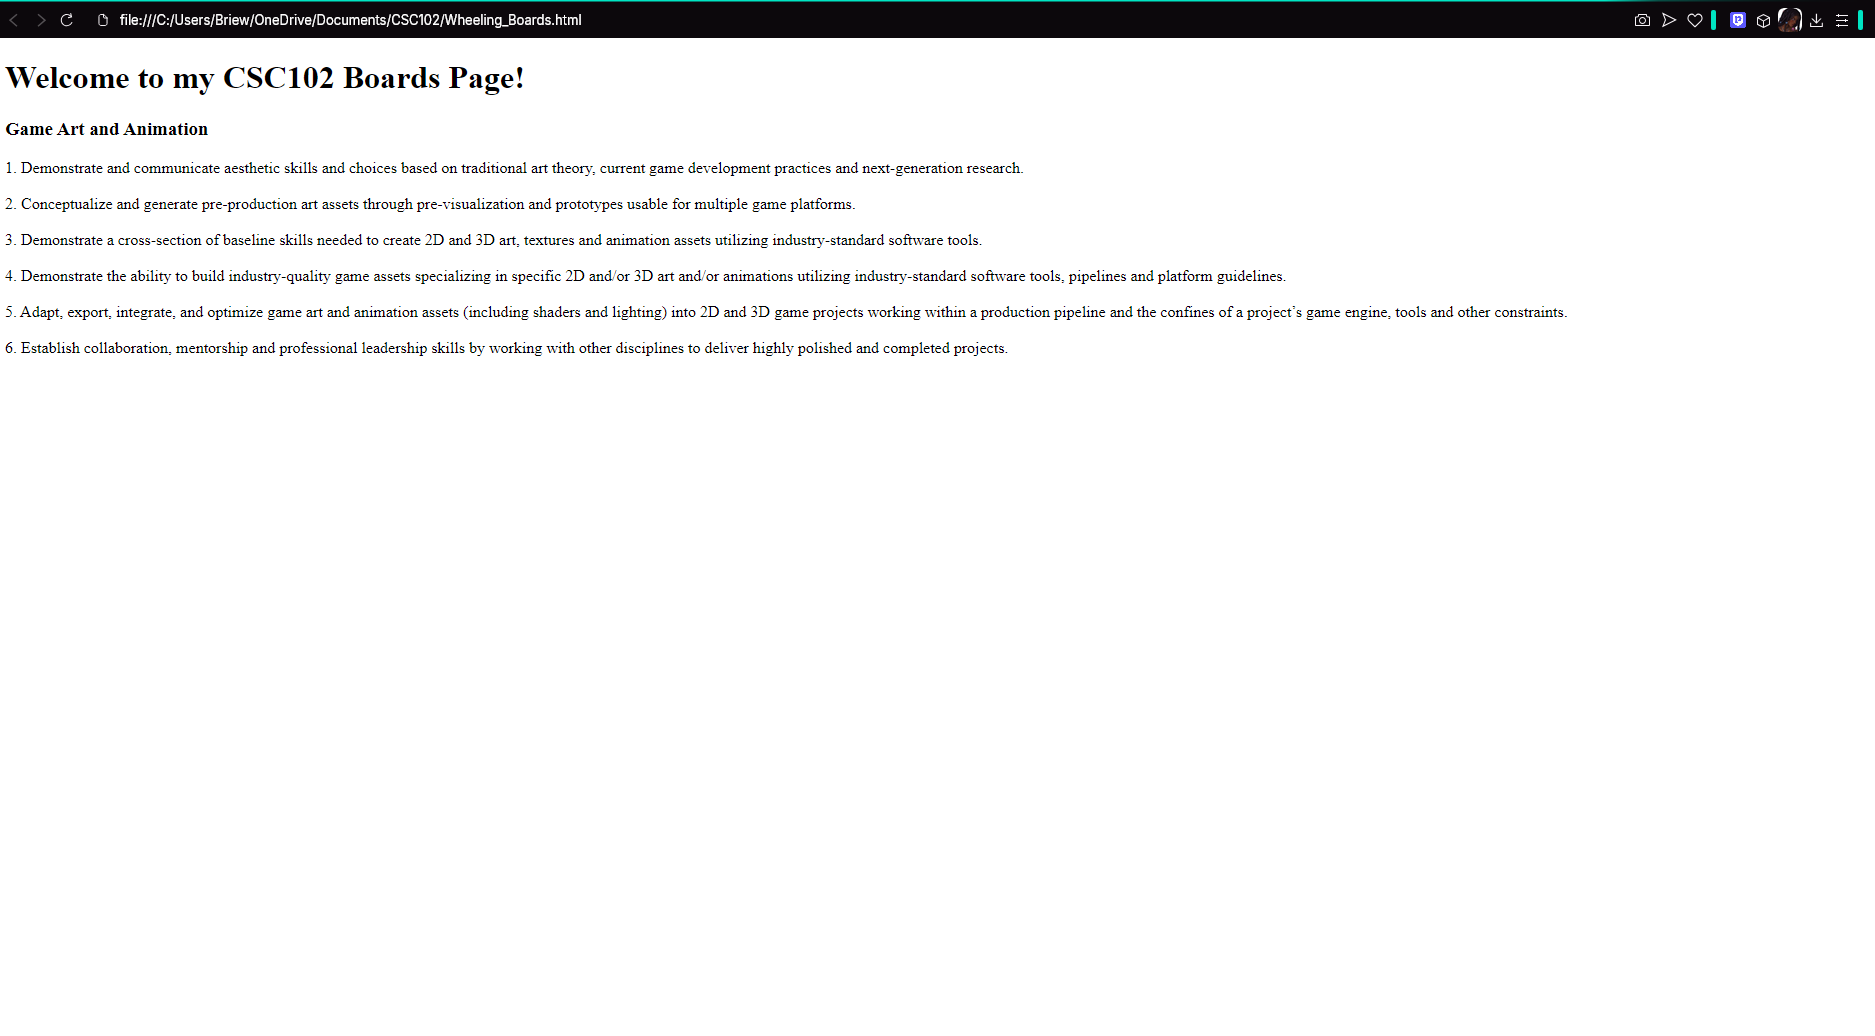 file:///C:/Users/Briew/OneDrive/Documents/CSC102/Wheeling_Boards.html
Welcome to my CSC102 Boards Page!
Game Art and Animation
1. Demonstrate and communicate aesthetic skills and choices based on traditional art theory, current game development practices and next-generation research.
2. Conceptualize and generate pre-production art assets through pre-visualization and prototypes usable for multiple game platforms.
3. Demonstrate a cross-section of baseline skills needed to create 2D and 3D art, textures and animation assets utilizing industry-standard software tools.
4. Demonstrate the ability to build industry-quality game assets specializing in specific 2D and/or 3D art and/or animations utilizing industry-standard software tools, pipelines and platform guidelines.
5. Adapt, export, integrate, and optimize game art and animation assets (including shaders and lighting) into 2D and 3D game projects working within a production pipeline and the confines of a project’s game engine, tools and other constraints.
6. Establish collaboration, mentorship and professional leadership skills by working with other disciplines to deliver highly polished and completed projects.